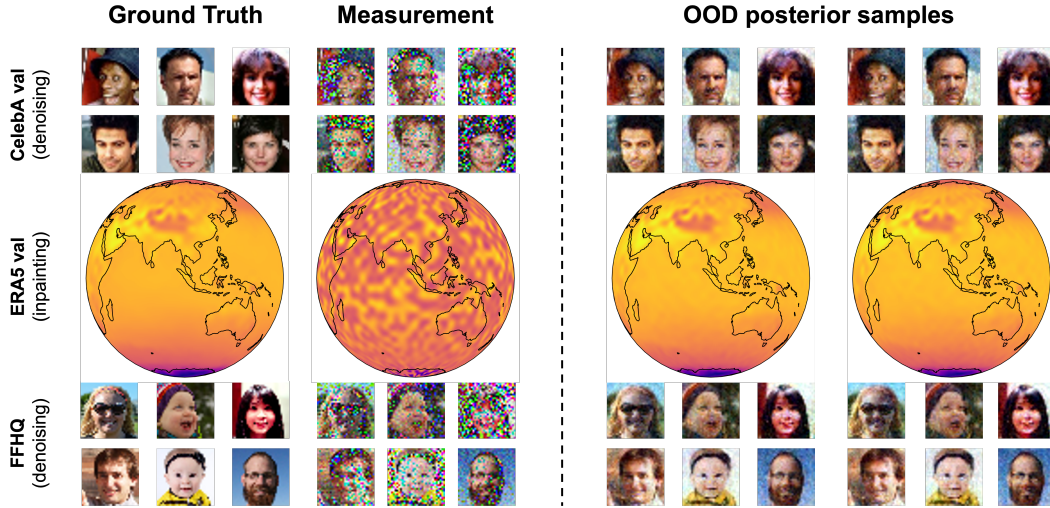 Ground Truth
Measurement
OOD posterior samples
CelebA val
(denoising)
ERA5 val
(inpainting)
FFHQ
(denoising)